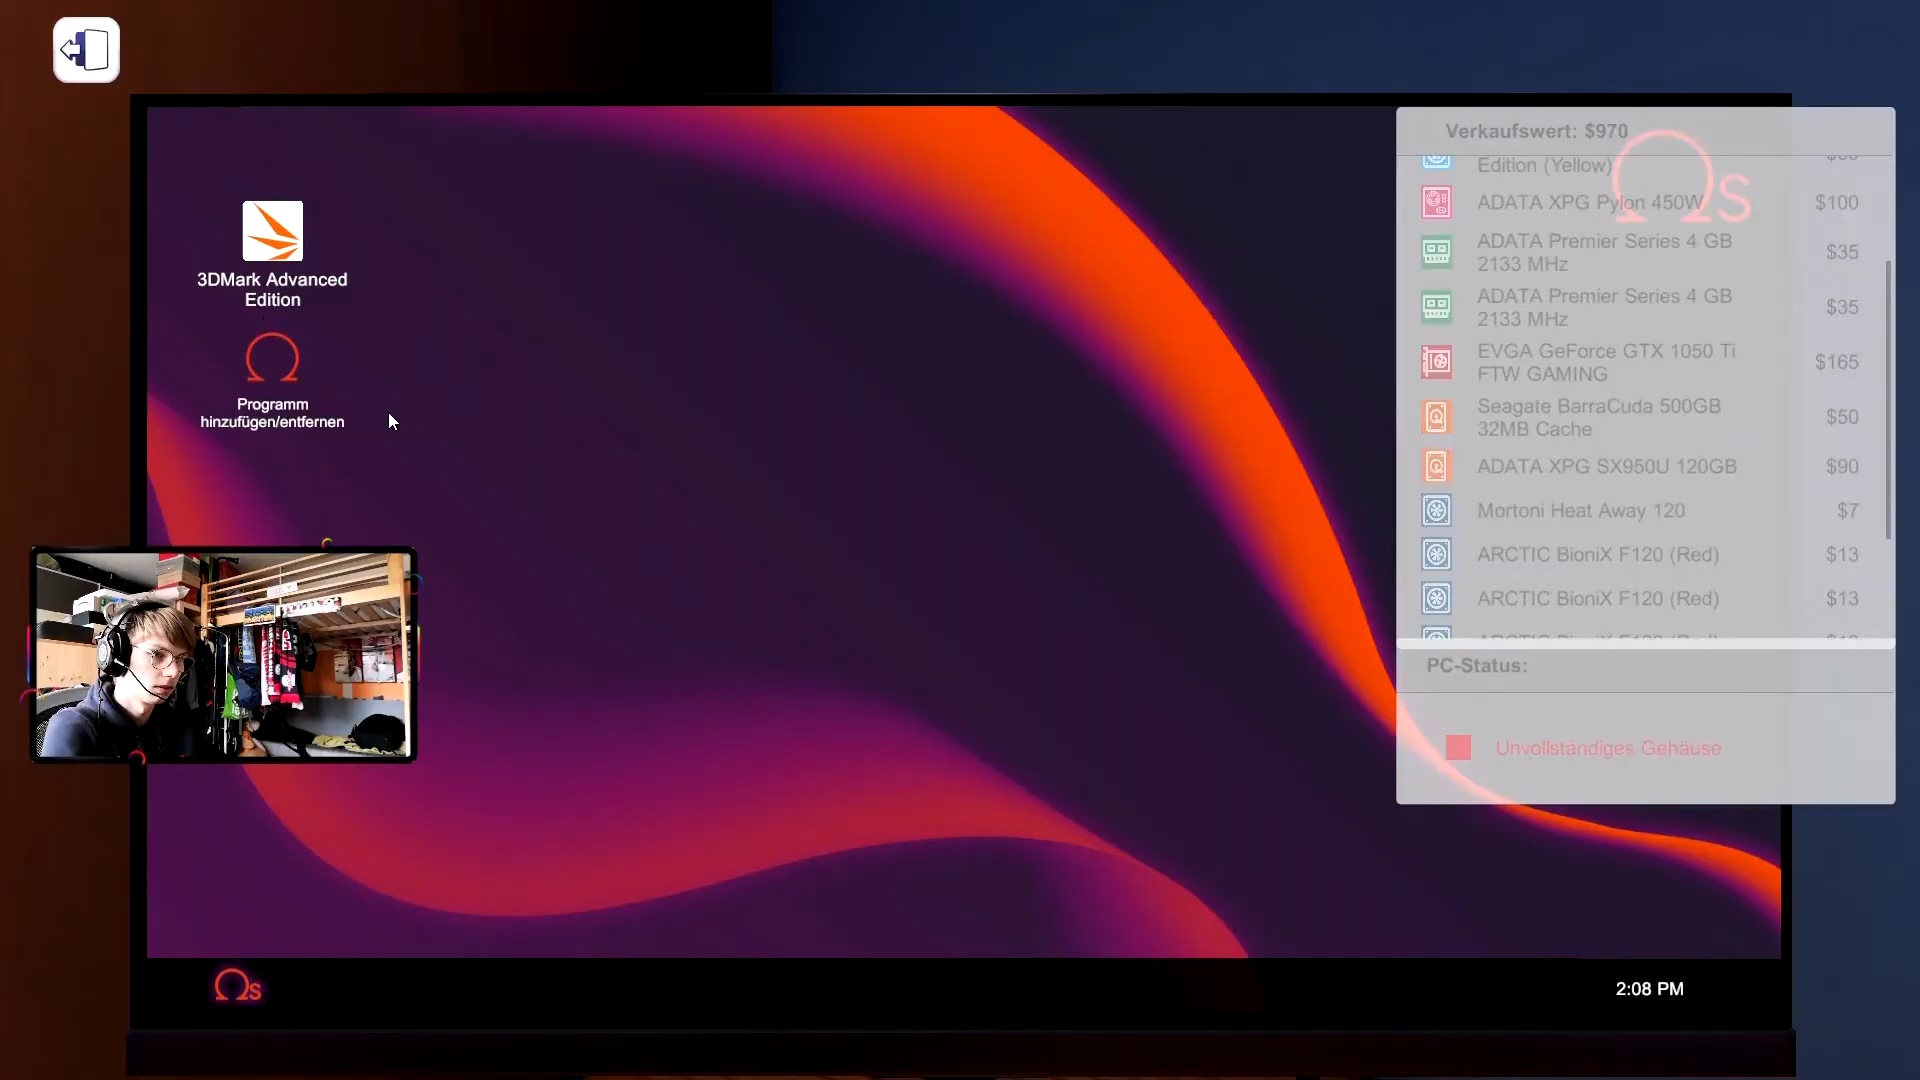 Verkaufswert: $970
Edition (Yellow)
ADATA XPG Pylon 450W $100
ADATA Premier Series 4 GB
2133 MHz $35
ADATA Premier Series 4 GB
2133 MHz $35
EVGA GeForce GTX 1050 Ti
FTW GAMING $165
Seagate BarraCuda 500GB
32MB Cache $50
ADATA XPG SX950U 120GB $90
Mortoni Heat Away 120 $7
ARCTIC BioniX F120 (Red) $13
ARCTIC BioniX F120 (Red) $13
PC-Status:
Unvollständiges Gehäuse
3DMark Advanced
Edition
Programm
hinzufügen/entfernen
Ωs
Ωs
2:08 PM